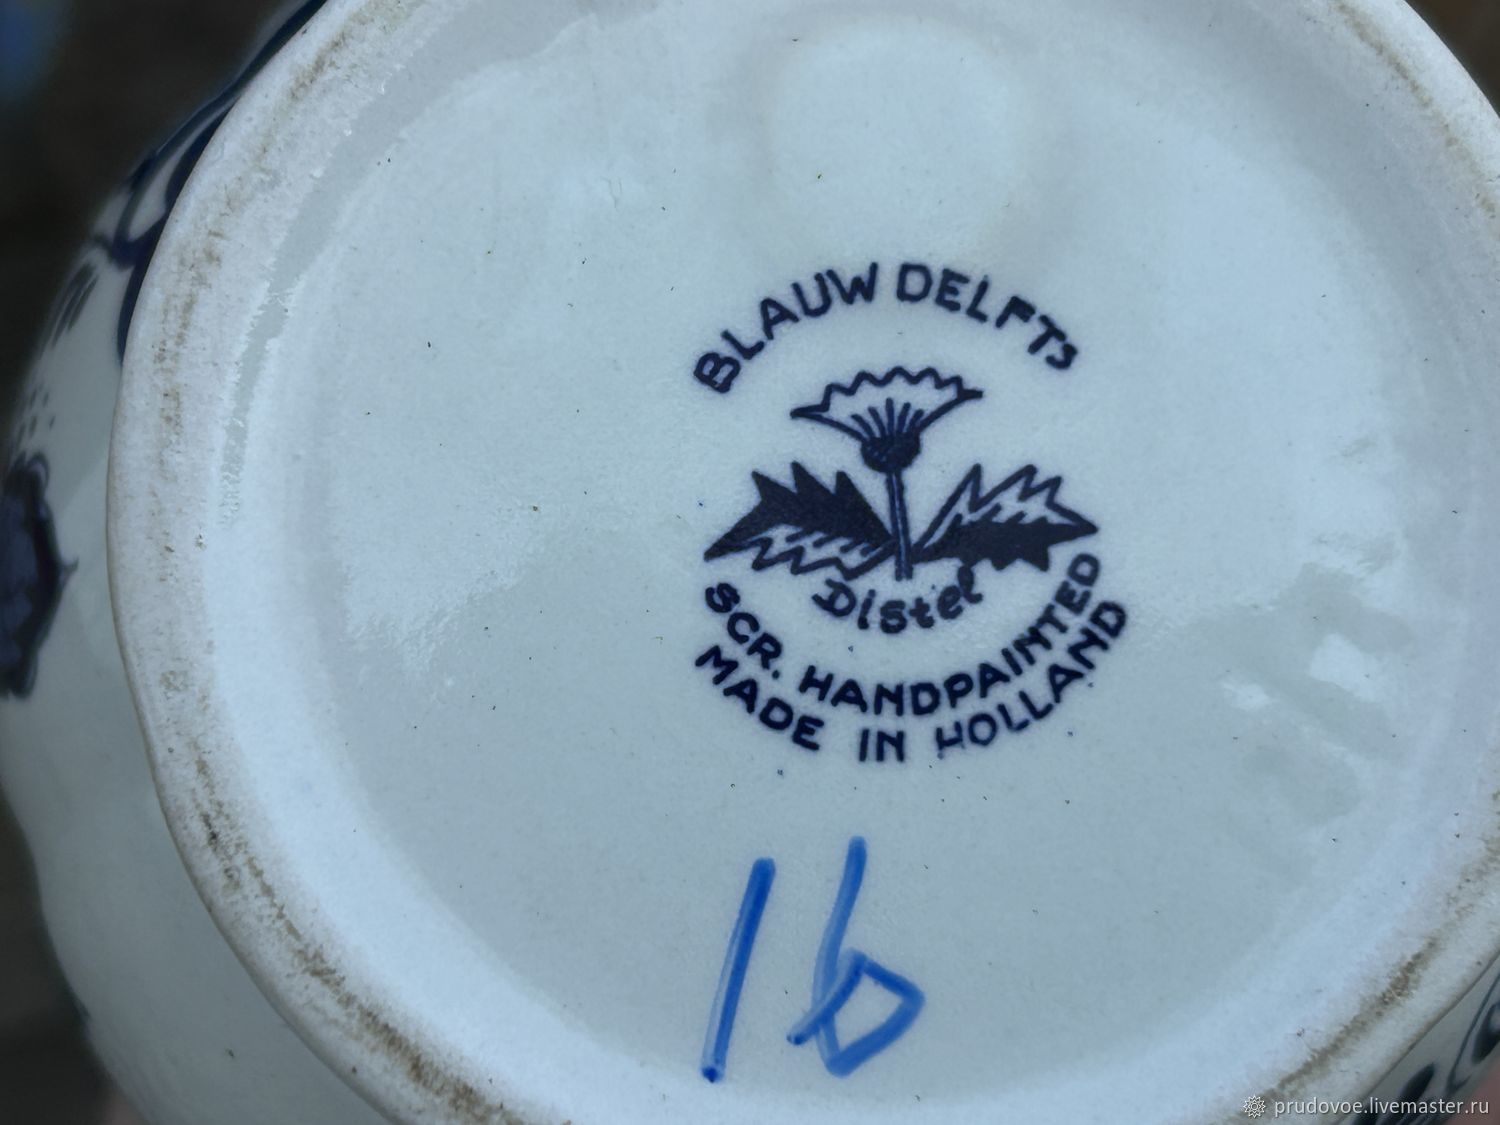 BLAUW DELFTs
Distel
SCR. HANDPAINTED
MADE IN HOLLAND
16
prudovoe.livemaster.ru